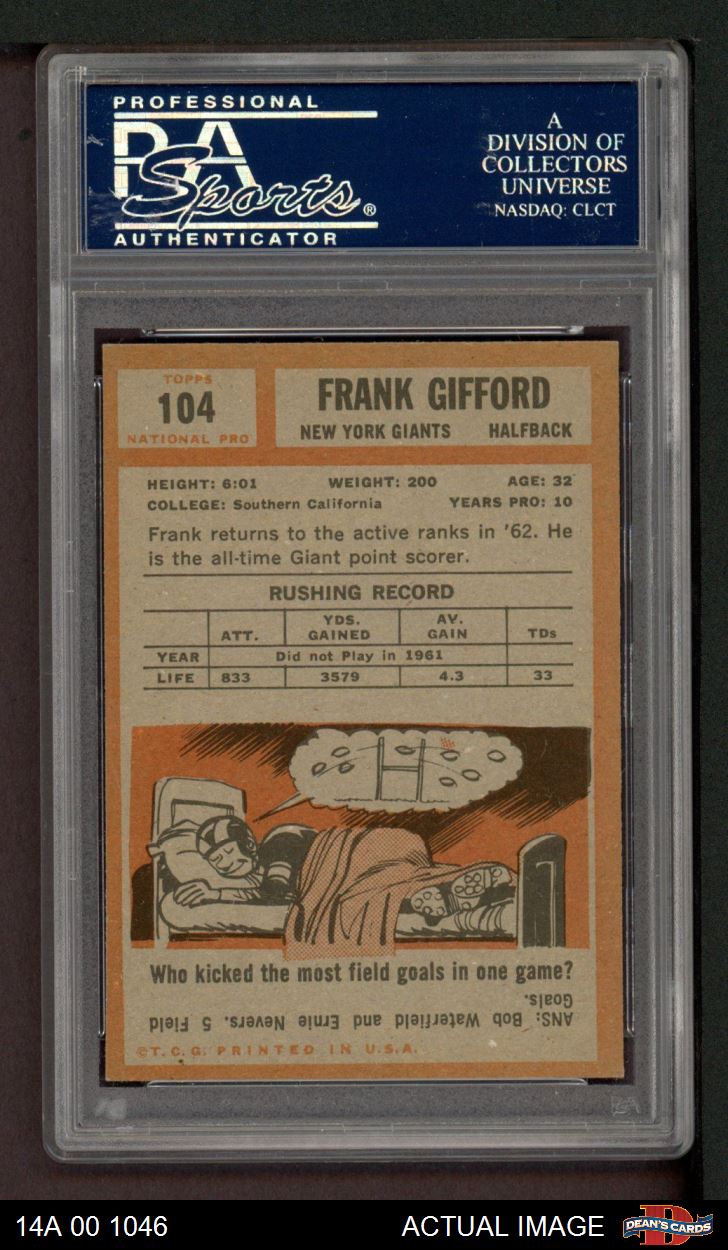 PROFESSIONAL
PSA
Sports®
AUTHENTICATOR
A
DIVISION OF
COLLECTORS
UNIVERSE
NASDAQ: CLCT
TOPPS
104
NATIONAL PRO
FRANK GIFFORD
NEW YORK GIANTS HALFBACK
HEIGHT: 6:01 WEIGHT: 200 AGE: 32
COLLEGE: Southern California YEARS PRO: 10
Frank returns to the active ranks in '62. He
is the all-time Giant point scorer.
RUSHING RECORD
ATT. YDS. GAINED AV. GAIN TDs
YEAR Did not Play in 1961
LIFE 833 3579 4.3 33
Who kicked the most field goals in one game?
ANS: Bob Waterfield and Ernie Nevers. 5 Field
Goals.
©T.C.G. PRINTED IN U.S.A.
14A 00 1046 ACTUAL IMAGE DEAN'S CARDS